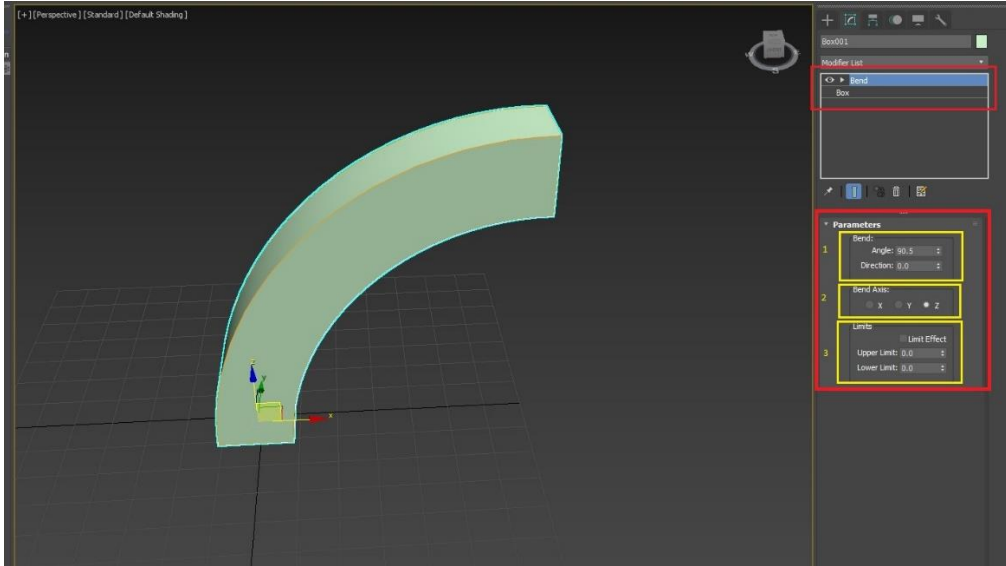 [+] [Perspective ] [Standard ] [Default Shading ]
Box001
Modifier List
Bend
Box
Parameters
1
Bend:
Angle: 90.5
Direction: 0.0
2
Bend Axis:
X Y Z
3
Limits
Limit Effect
Upper Limit: 0.0
Lower Limit: 0.0
z
y
x